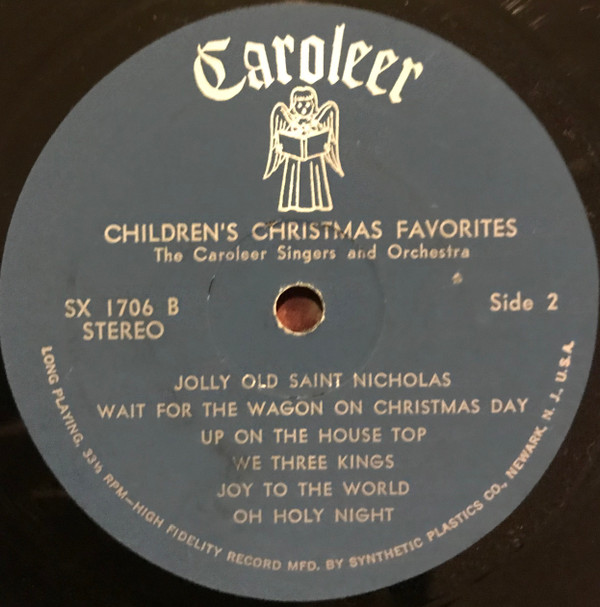 Caroleer
CHILDREN'S CHRISTMAS FAVORITES
The Caroleer Singers and Orchestra
SX 1706 B
STEREO
Side 2
JOLLY OLD SAINT NICHOLAS
WAIT FOR THE WAGON ON CHRISTMAS DAY
UP ON THE HOUSE TOP
WE THREE KINGS
JOY TO THE WORLD
OH HOLY NIGHT
LONG PLAYING, 33⅓ RPM—HIGH FIDELITY RECORD MFD. BY SYNTHETIC PLASTICS CO., NEWARK, N. J., U.S.A.